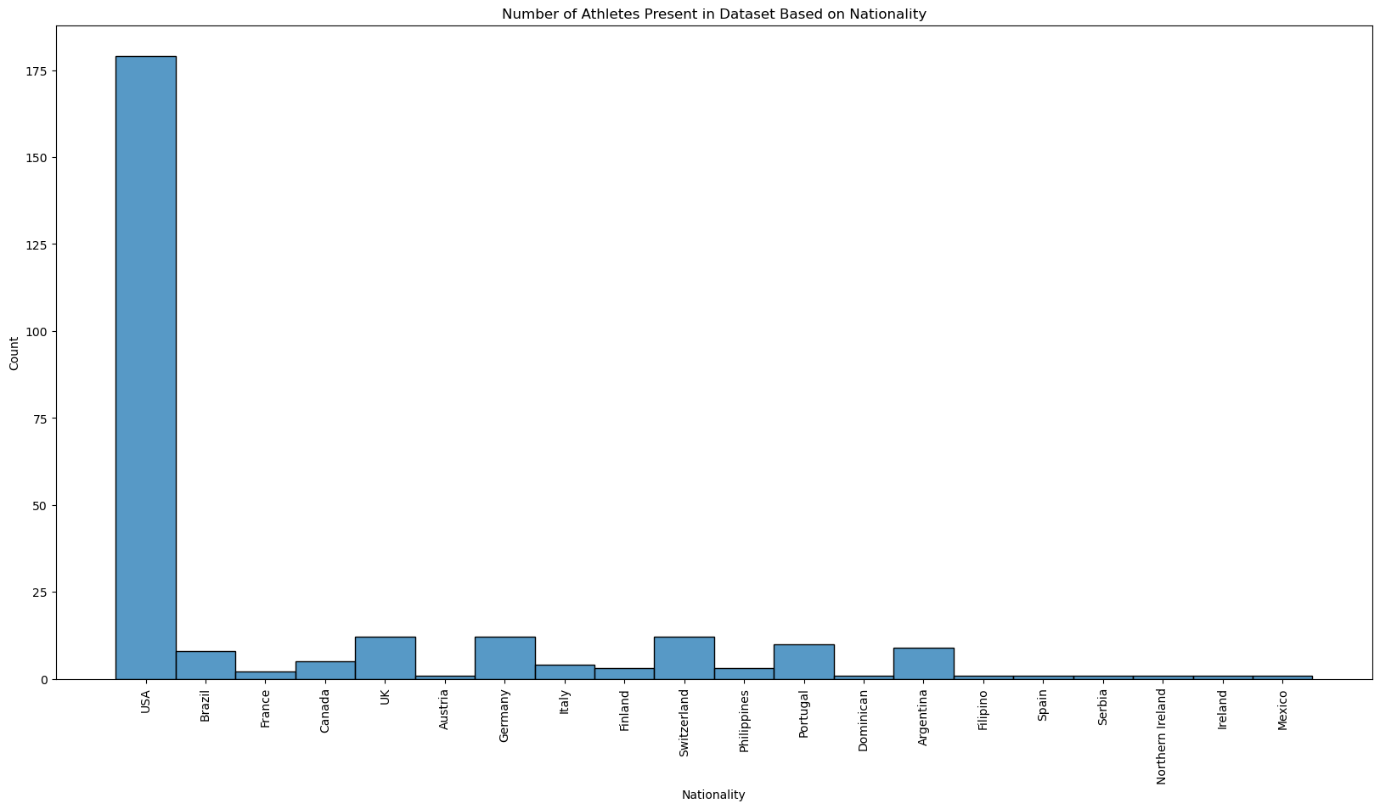 Number of Athletes Present in Dataset Based on Nationality
175
150
125
100
75
50
25
0
Count
USA
Brazil
France
Canada
UK
Austria
Germany
Italy
Finland
Switzerland
Philippines
Portugal
Dominican
Argentina
Filipino
Spain
Serbia
Northern Ireland
Ireland
Mexico
Nationality